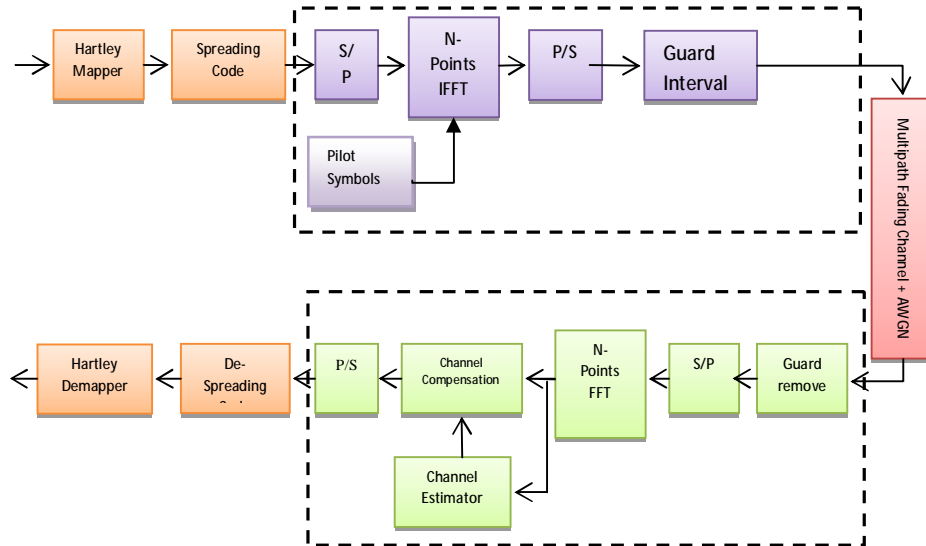 Hartley
Mapper
Spreading
Code
S/
P
N-
Points
IFFT
P/S
Guard
Interval
Pilot
Symbols
Multipath Fading Channel + AWGN
Hartley
Demapper
De-
Spreading
P/S
Channel
Compensation
N-
Points
FFT
S/P
Guard
remove
Channel
Estimator